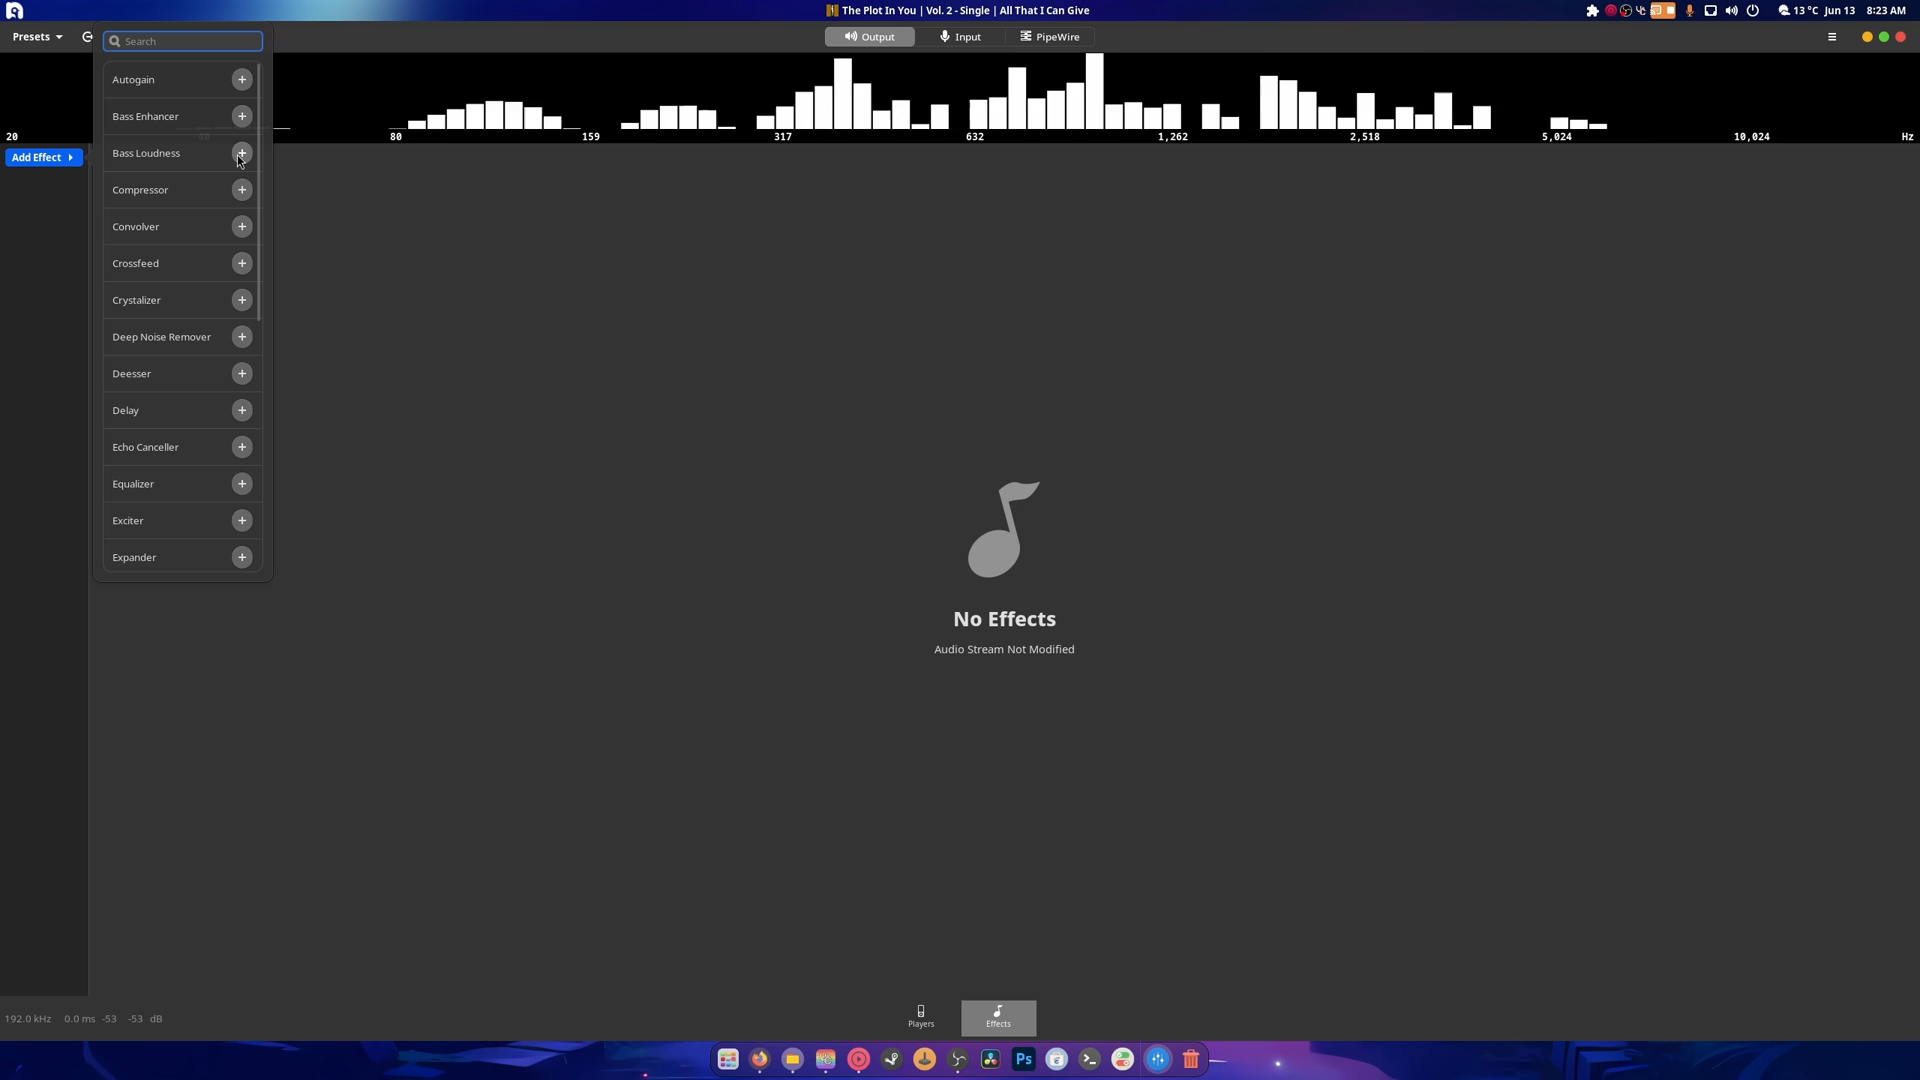 The Plot In You | Vol. 2 - Single | All That I Can Give
13 °C Jun 13 8:23 AM
Presets
Output
Input
PipeWire
Search
Autogain
Bass Enhancer
Bass Loudness
Compressor
Convolver
Crossfeed
Crystalizer
Deep Noise Remover
Deesser
Delay
Echo Canceller
Equalizer
Exciter
Expander
20 80 159 317 632 1,262 2,518 5,024 10,024 Hz
Add Effect
No Effects
Audio Stream Not Modified
192.0 kHz 0.0 ms -53 -53 dB
Players
Effects
Ps